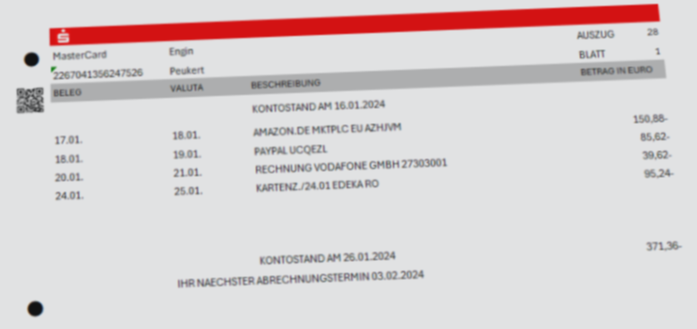 MasterCard Engin AUSZUG 28
2267041356247526 Peukert BLATT 1
BELEG VALUTA BESCHREIBUNG BETRAG IN EURO
KONTOSTAND AM 16.01.2024
17.01. 18.01. AMAZON.DE MKTPLC EU AZHJVM 150,88-
18.01. 19.01. PAYPAL UCQEZL 85,62-
20.01. 21.01. RECHNUNG VODAFONE GMBH 27303001 39,62-
24.01. 25.01. KARTENZ./24.01 EDEKA RO 95,24-
KONTOSTAND AM 26.01.2024 371,36-
IHR NAECHSTER ABRECHNUNGSTERMIN 03.02.2024